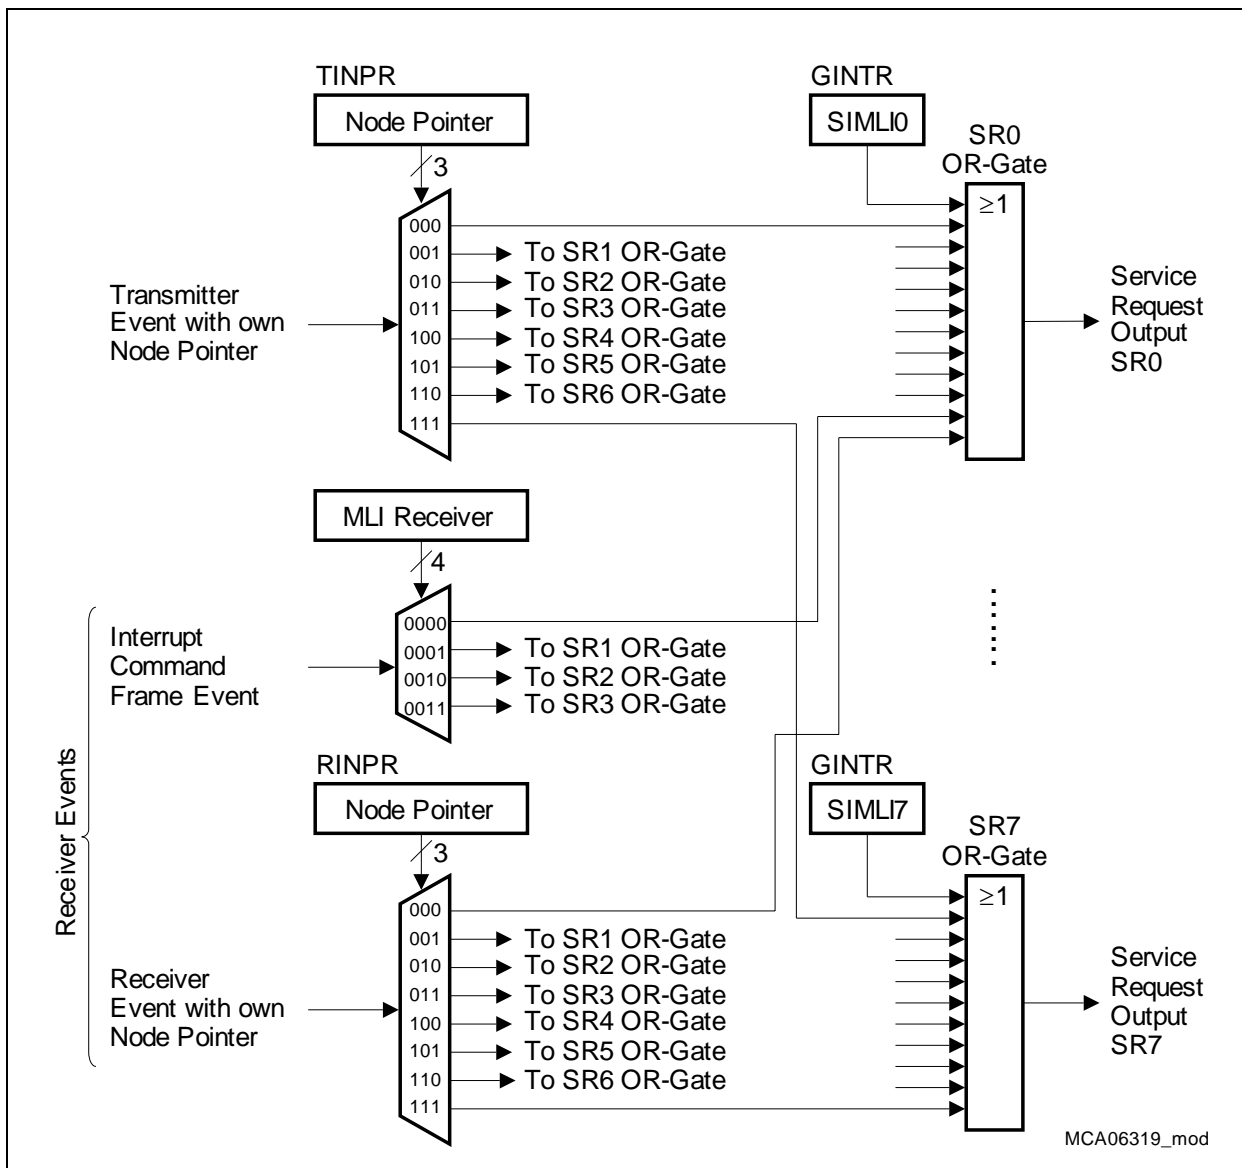 TINPR
Node Pointer
3
000
001
010
011
100
101
110
111
To SR1 OR-Gate
To SR2 OR-Gate
To SR3 OR-Gate
To SR4 OR-Gate
To SR5 OR-Gate
To SR6 OR-Gate
Transmitter
Event with own
Node Pointer
GINTR
SIMLI0
SR0
OR-Gate
≥1
Service
Request
Output
SR0
MLI Receiver
4
0000
0001
0010
0011
To SR1 OR-Gate
To SR2 OR-Gate
To SR3 OR-Gate
Interrupt
Command
Frame Event
Receiver Events
RINPR
Node Pointer
3
000
001
010
011
100
101
110
111
To SR1 OR-Gate
To SR2 OR-Gate
To SR3 OR-Gate
To SR4 OR-Gate
To SR5 OR-Gate
To SR6 OR-Gate
Receiver
Event with own
Node Pointer
GINTR
SIMLI7
SR7
OR-Gate
≥1
Service
Request
Output
SR7
MCA06319_mod